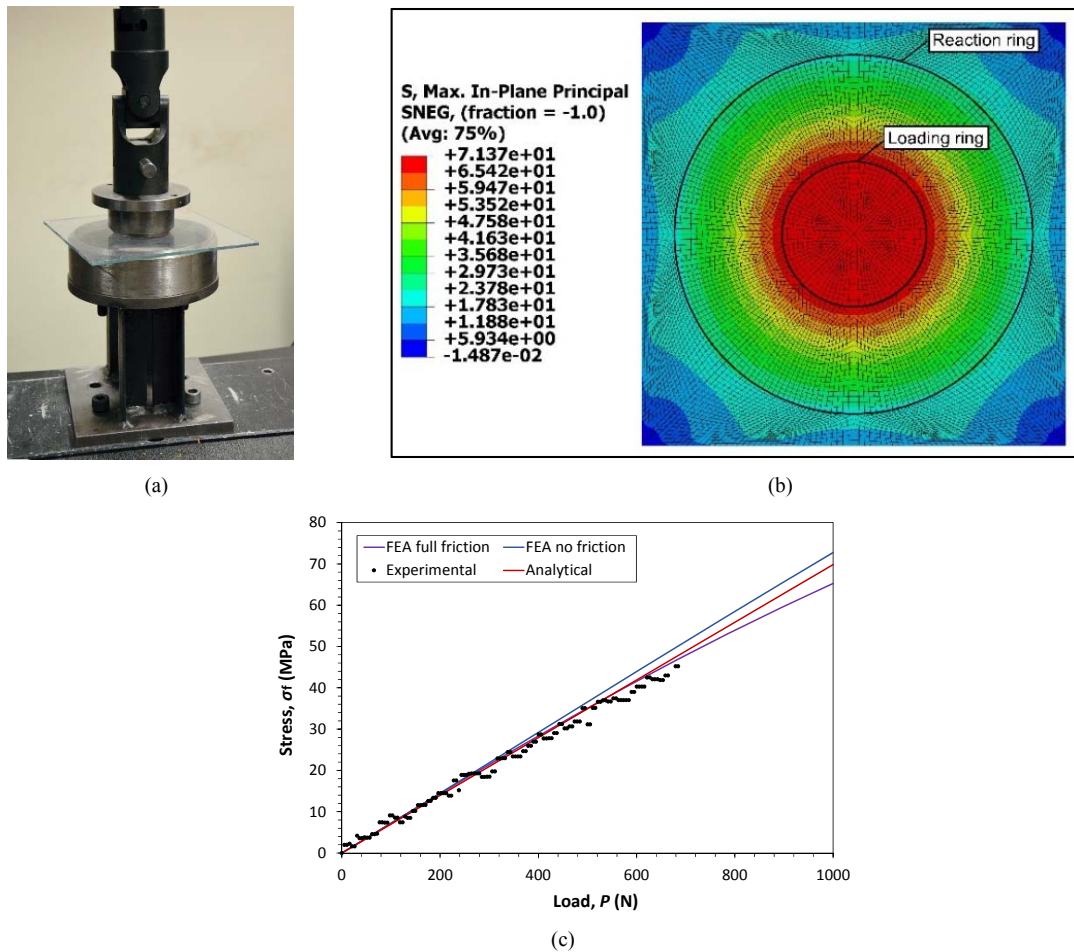 Reaction ring
S, Max. In-Plane Principal
SNEG, (fraction = -1.0)
(Avg: 75%)
Loading ring
+7.137e+01
+6.542e+01
+5.947e+01
+5.352e+01
+4.758e+01
+4.163e+01
+3.568e+01
+2.973e+01
+2.378e+01
+1.783e+01
+1.188e+01
+5.934e+00
-1.487e-02
(a)
(b)
80
70
60
50
40
30
20
10
0
Stress, σf (MPa)
FEA full friction
FEA no friction
Experimental
Analytical
0
200
400
600
800
1000
Load, P (N)
(c)